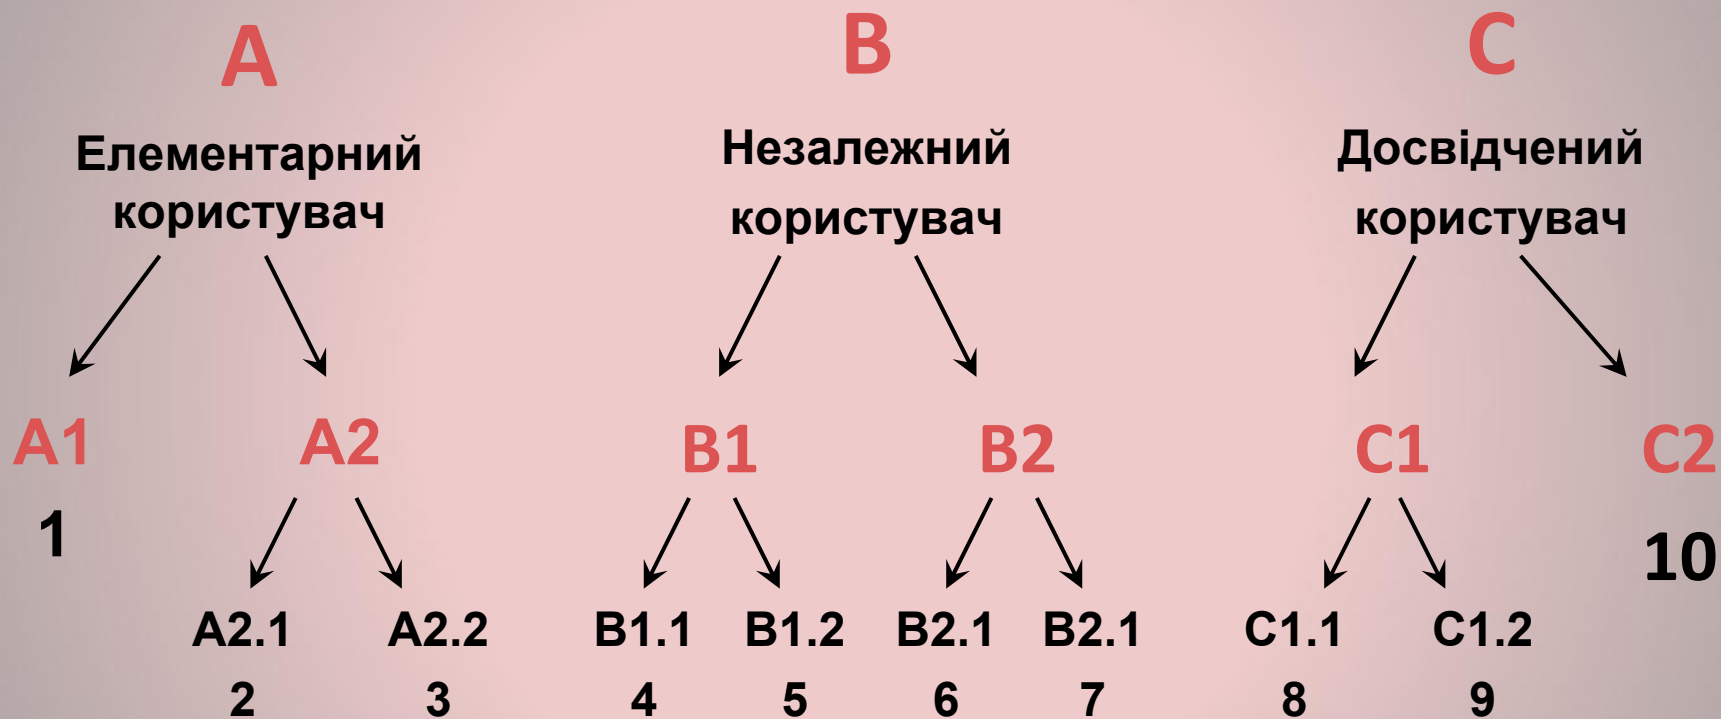 A B C
Елементарний
користувач
Незалежний
користувач
Досвідчений
користувач
A1 A2 B1 B2 C1 C2
1 10
A2.1 A2.2 B1.1 B1.2 B2.1 B2.1 C1.1 C1.2
2 3 4 5 6 7 8 9